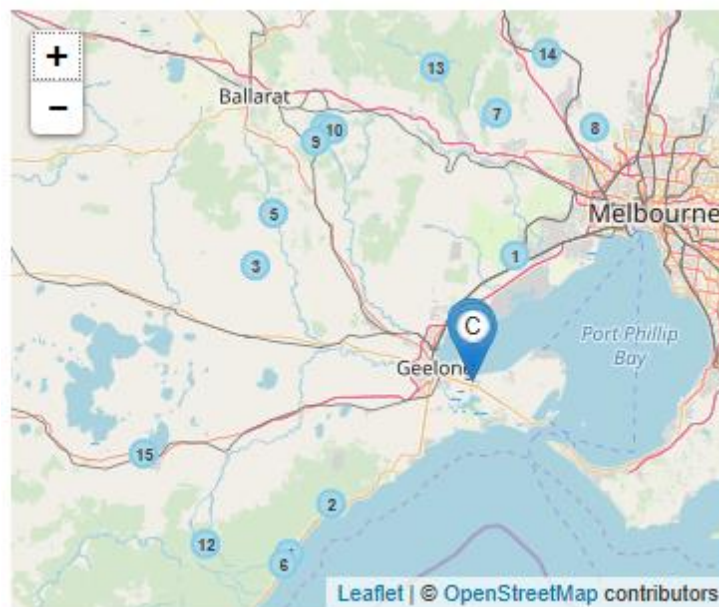 +
−
14
13
Ballarat
7
8
10
9
Melbourne
5
1
3
C
Port Phillip
Bay
Geelong
15
2
12
6
Leaflet | © OpenStreetMap contributors